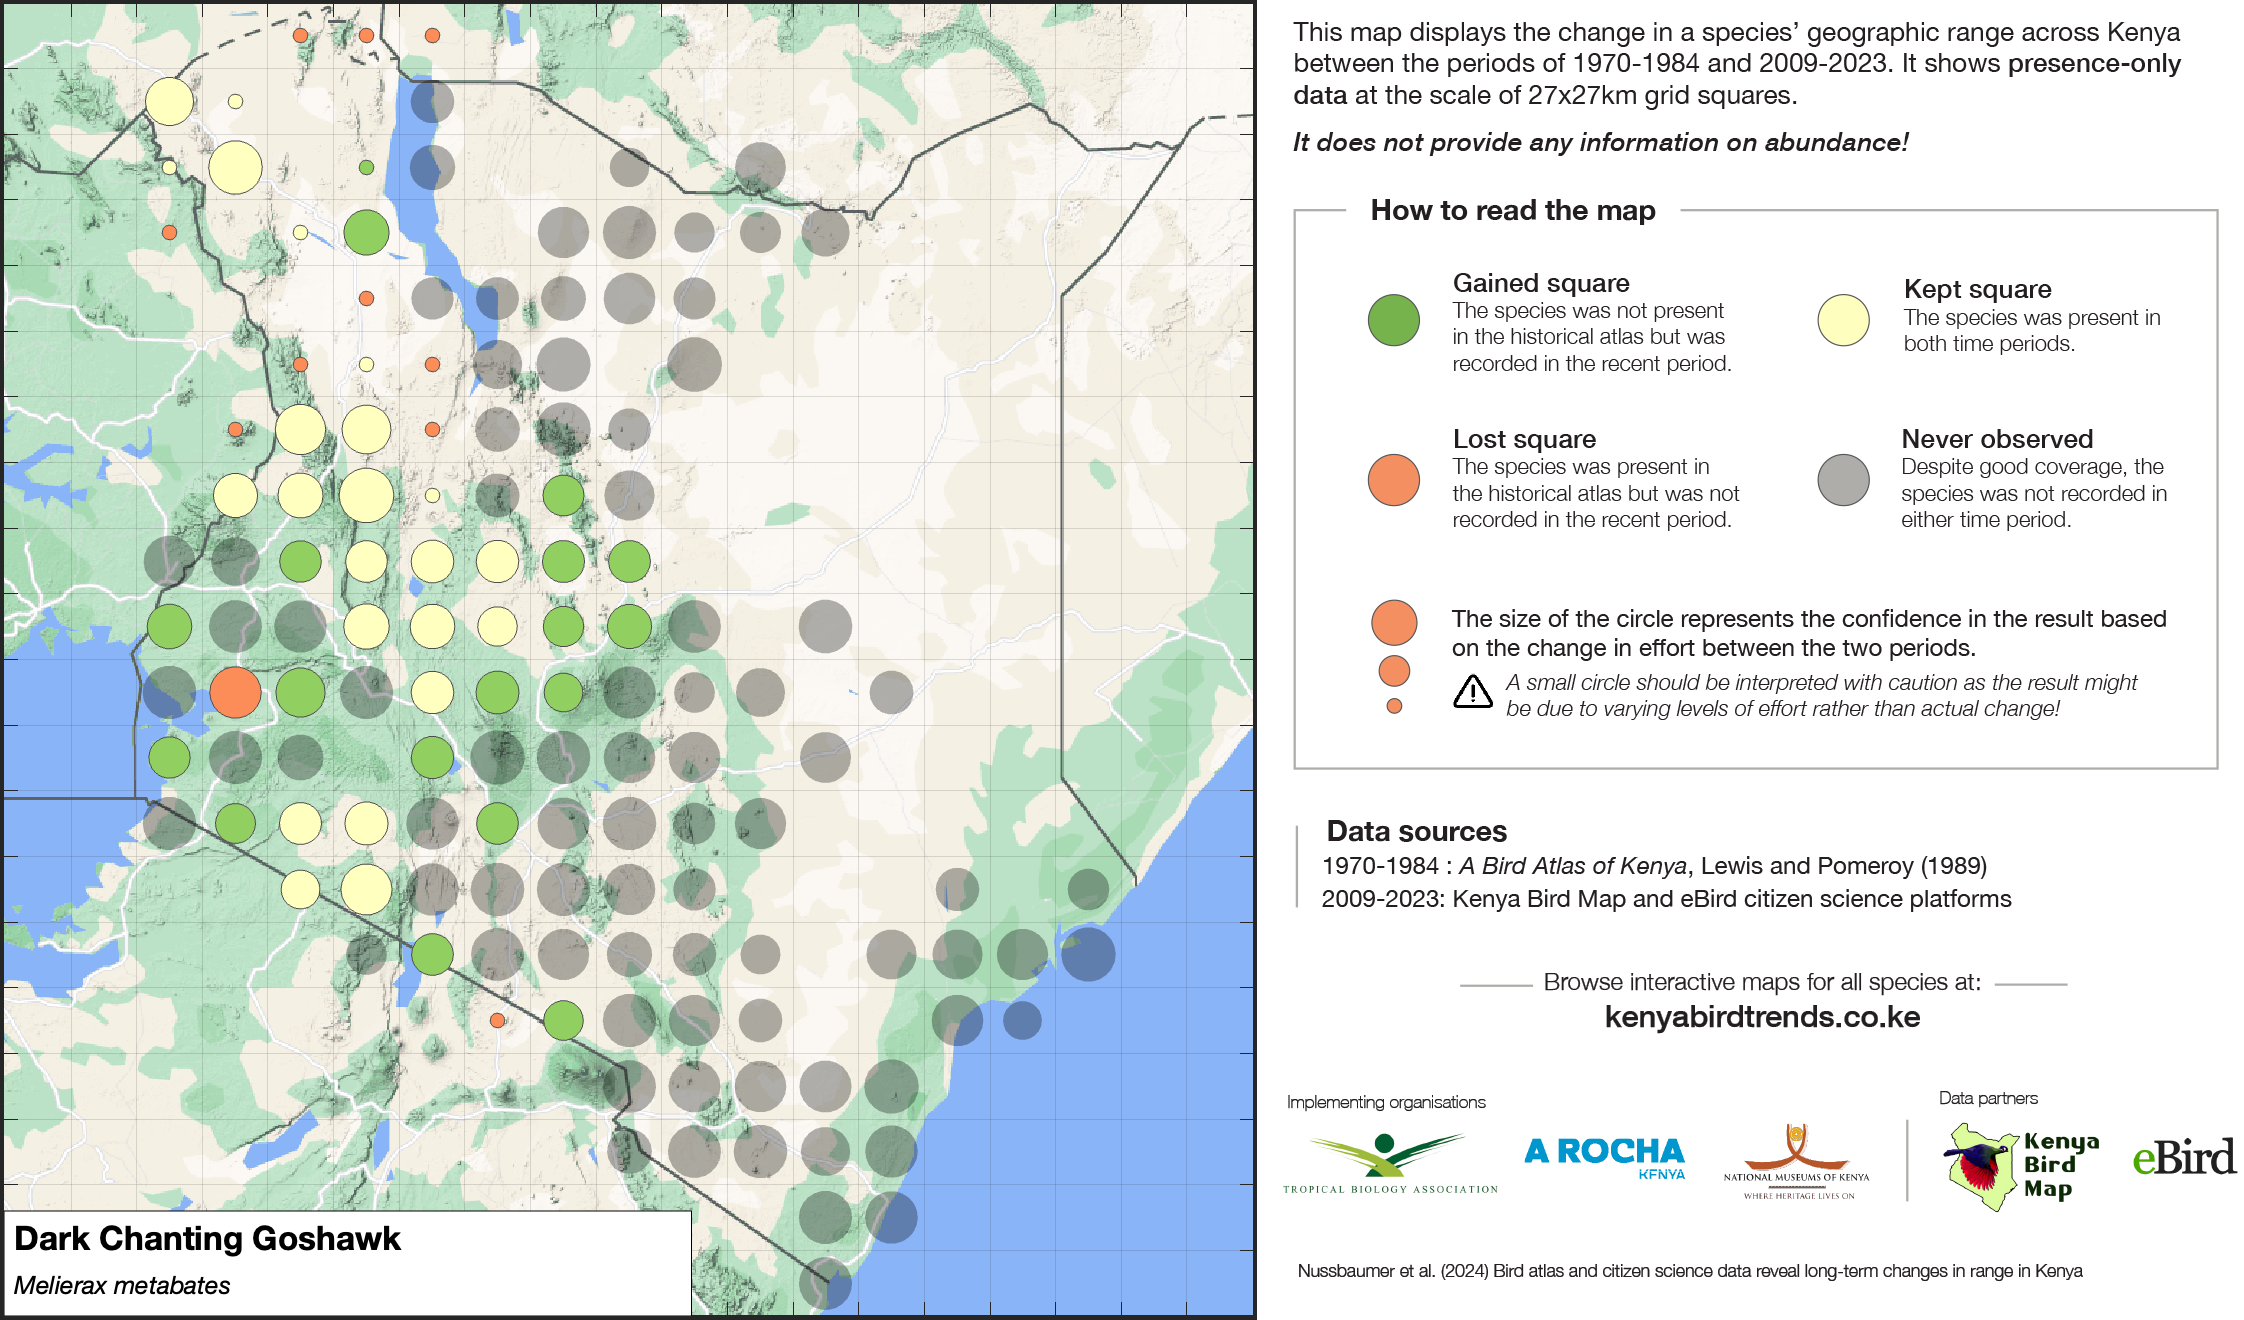 This map displays the change in a species' geographic range across Kenya
between the periods of 1970-1984 and 2009-2023. It shows presence-only
data at the scale of 27x27km grid squares.
It does not provide any information on abundance!
How to read the map
Gained square
The species was not present
in the historical atlas but was
recorded in the recent period.
Kept square
The species was present in
both time periods.
Lost square
The species was present in
the historical atlas but was not
recorded in the recent period.
Never observed
Despite good coverage, the
species was not recorded in
either time period.
The size of the circle represents the confidence in the result based
on the change in effort between the two periods.
A small circle should be interpreted with caution as the result might
be due to varying levels of effort rather than actual change!
Data sources
1970-1984 : A Bird Atlas of Kenya, Lewis and Pomeroy (1989)
2009-2023: Kenya Bird Map and eBird citizen science platforms
Browse interactive maps for all species at:
kenyabirdtrends.co.ke
Implementing organisations
Data partners
TROPICAL BIOLOGY ASSOCIATION
A ROCHA
KENYA
NATIONAL MUSEUMS OF KENYA
WHERE HERITAGE LIVES ON
Kenya
Bird
Map
eBird
Dark Chanting Goshawk
Melierax metabates
Nussbaumer et al. (2024) Bird atlas and citizen science data reveal long-term changes in range in Kenya